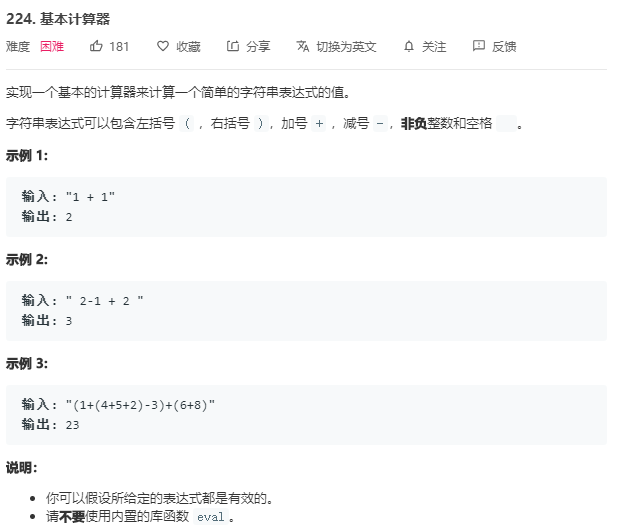 224. 基本计算器
难度 困难 181 收藏 分享 切换为英文 关注 反馈
实现一个基本的计算器来计算一个简单的字符串表达式的值。
字符串表达式可以包含左括号 ( ，右括号 )，加号 + ，减号 -，非负整数和空格 。
示例 1:
输入: "1 + 1"
输出: 2
示例 2:
输入: " 2-1 + 2 "
输出: 3
示例 3:
输入: "(1+(4+5+2)-3)+(6+8)"
输出: 23
说明：
• 你可以假设所给定的表达式都是有效的。
• 请不要使用内置的库函数 eval。